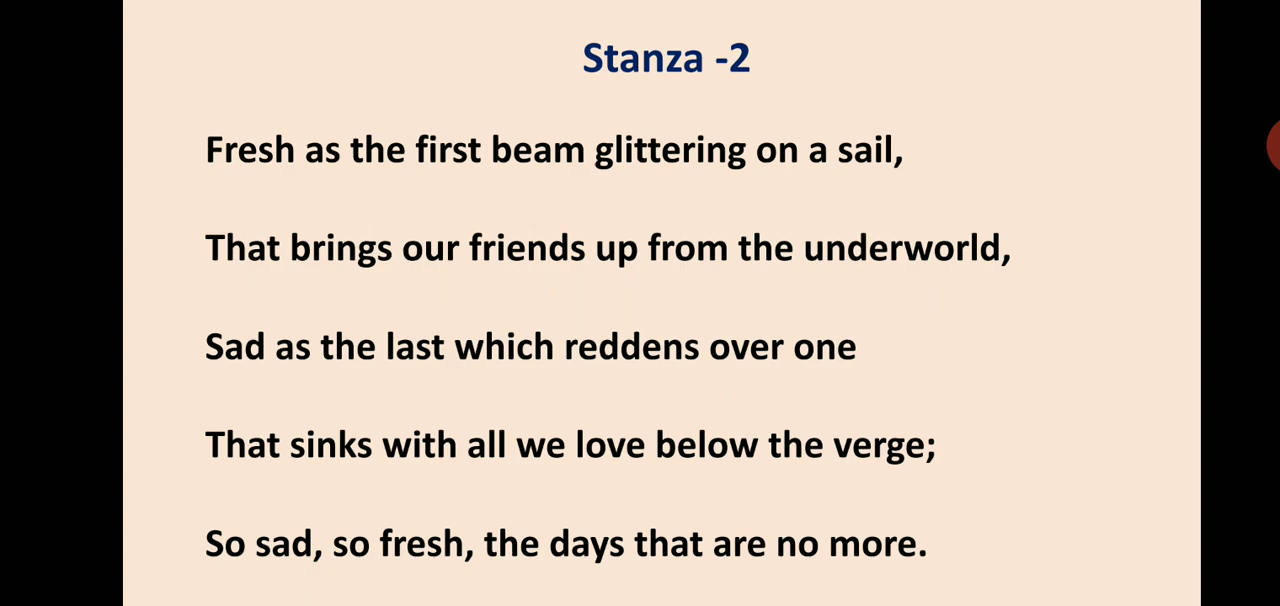 Stanza -2
Fresh as the first beam glittering on a sail,
That brings our friends up from the underworld,
Sad as the last which reddens over one
That sinks with all we love below the verge;
So sad, so fresh, the days that are no more.